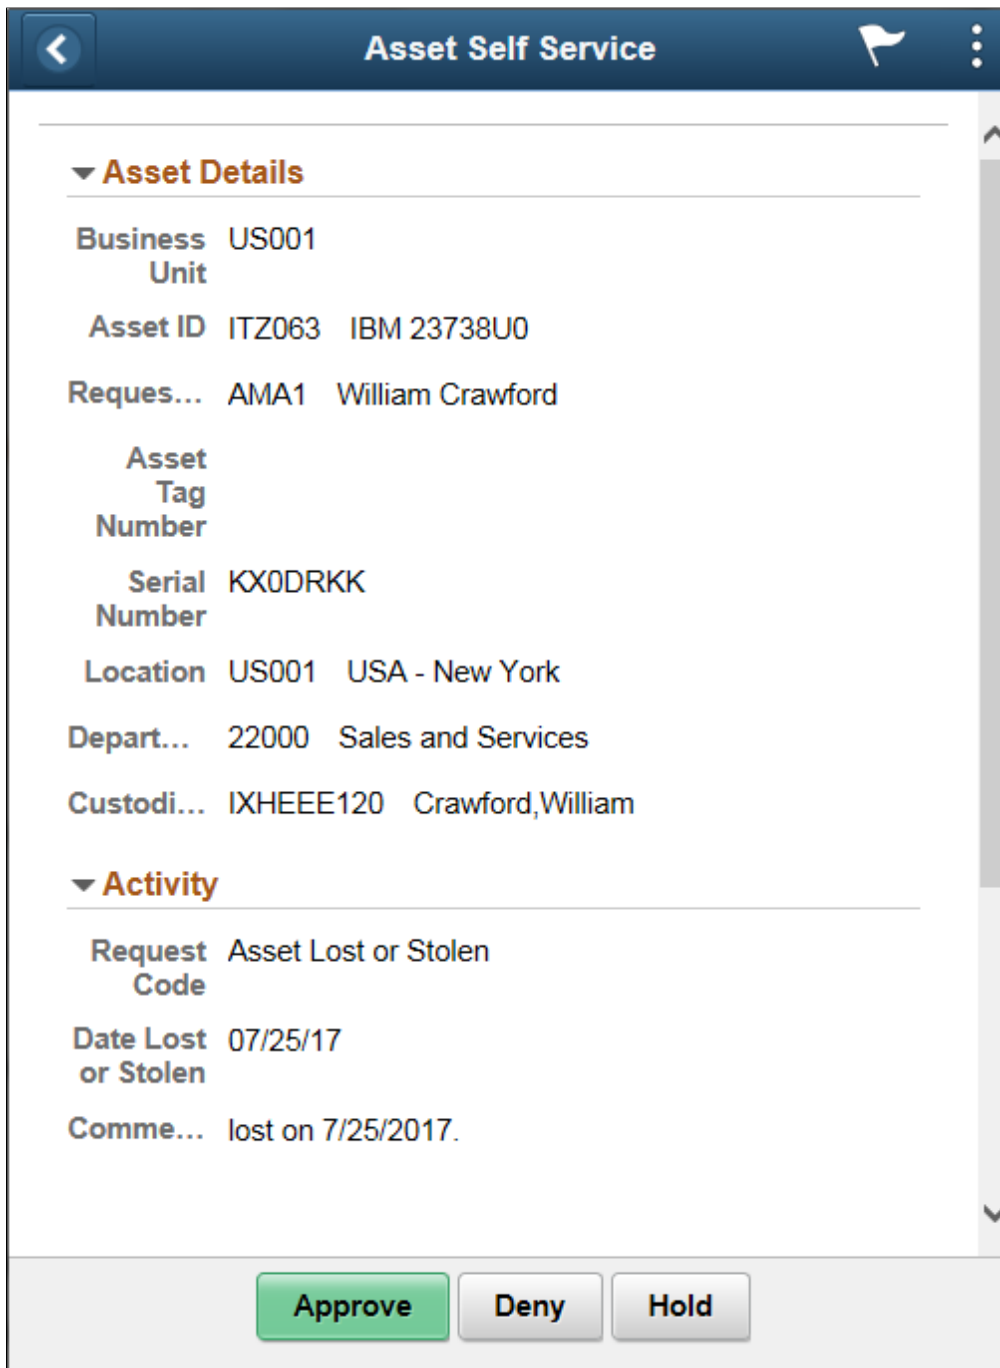 Asset Self Service
Asset Details
Business US001
Unit
Asset ID ITZ063 IBM 23738U0
Reques... AMA1 William Crawford
Asset
Tag
Number
Serial KX0DRKK
Number
Location US001 USA - New York
Depart... 22000 Sales and Services
Custodi... IXHEEE120 Crawford,William
Activity
Request Asset Lost or Stolen
Code
Date Lost 07/25/17
or Stolen
Comme... lost on 7/25/2017.
Approve Deny Hold